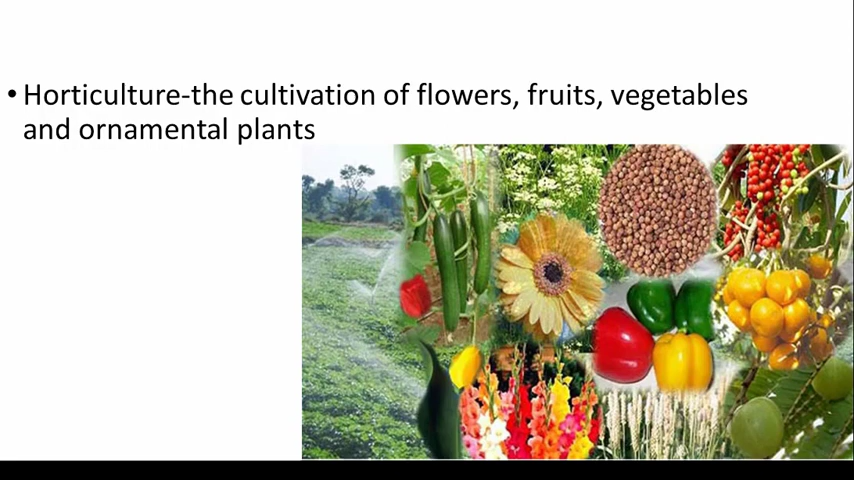 • Horticulture-the cultivation of flowers, fruits, vegetables
and ornamental plants